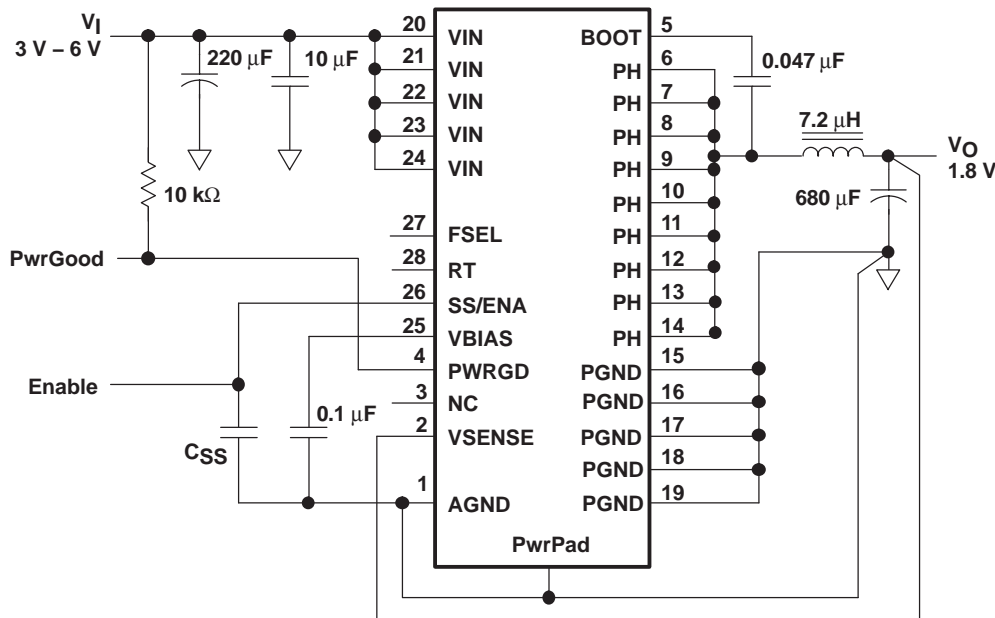 V_I
3 V – 6 V
220 μF
10 μF
10 kΩ
PwrGood
Enable
C_SS
0.1 μF
20
21
22
23
24
27
28
26
25
4
3
2
1
VIN
VIN
VIN
VIN
VIN
FSEL
RT
SS/ENA
VBIAS
PWRGD
NC
VSENSE
AGND
PwrPad
BOOT
PH
PH
PH
PH
PH
PH
PH
PH
PH
PGND
PGND
PGND
PGND
PGND
5
6
7
8
9
10
11
12
13
14
15
16
17
18
19
0.047 μF
7.2 μH
V_O
1.8 V
680 μF